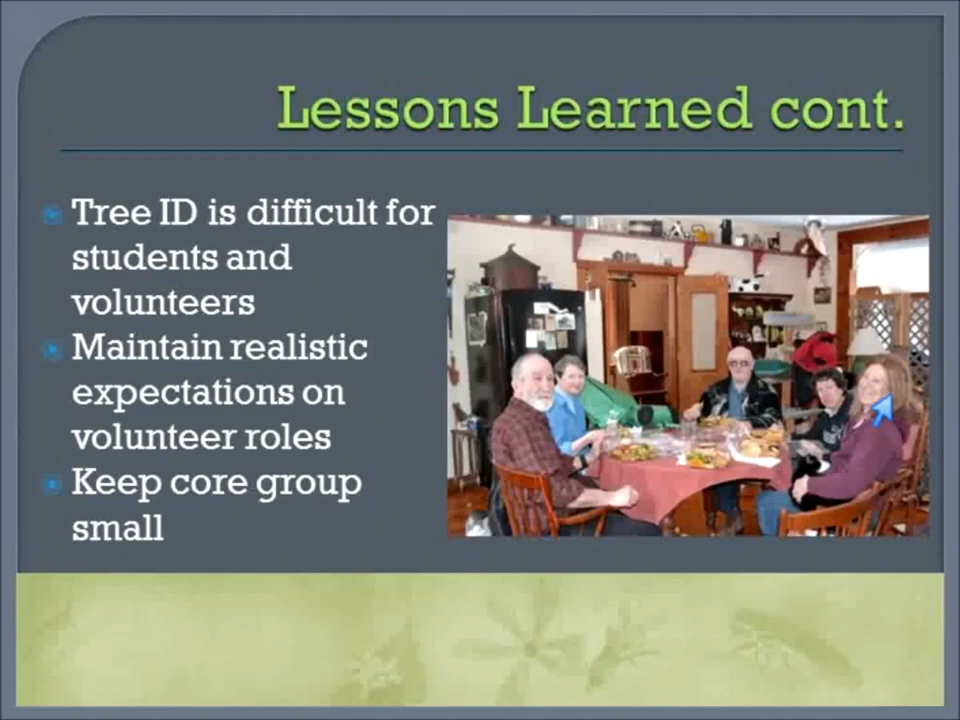 Lessons Learned cont.
Tree ID is difficult for
students and
volunteers
Maintain realistic
expectations on
volunteer roles
Keep core group
small